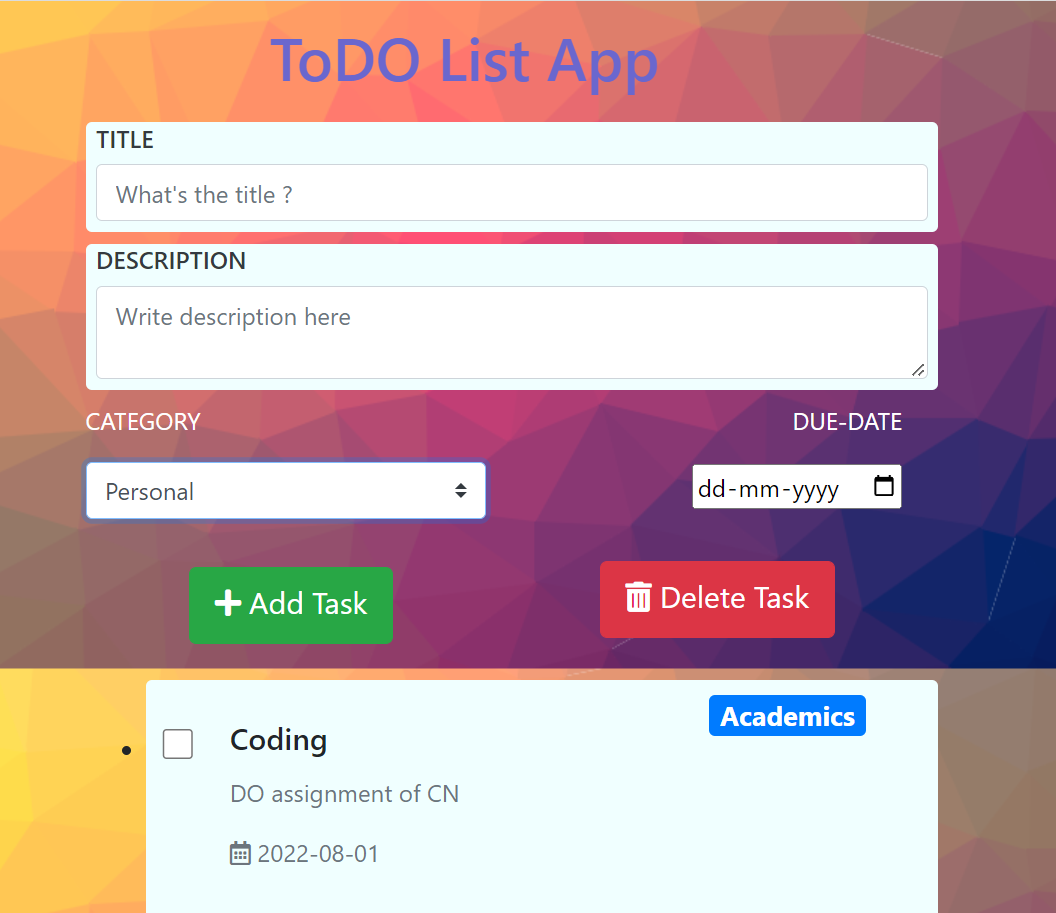 ToDO List App
TITLE
What's the title ?
DESCRIPTION
Write description here
CATEGORY
DUE-DATE
Personal
dd-mm-yyyy
Add Task
Delete Task
Academics
Coding
DO assignment of CN
2022-08-01